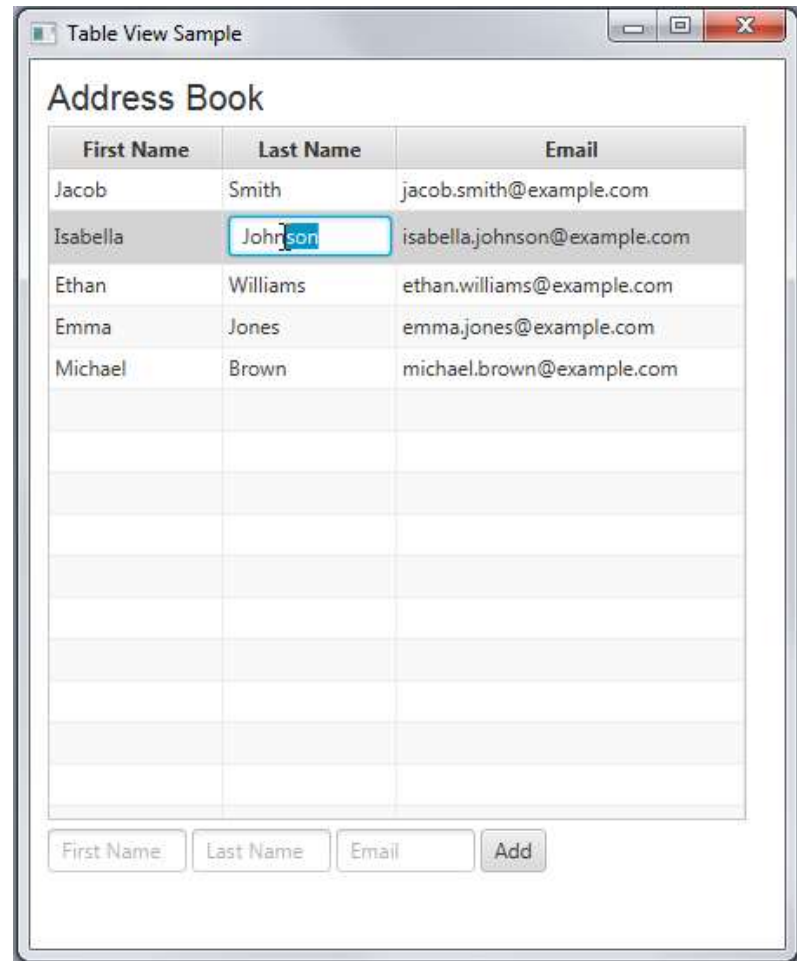 Table View Sample
Address Book
First Name Last Name Email
Jacob Smith jacob.smith@example.com
Isabella Johnson isabella.johnson@example.com
Ethan Williams ethan.williams@example.com
Emma Jones emma.jones@example.com
Michael Brown michael.brown@example.com
First Name Last Name Email Add